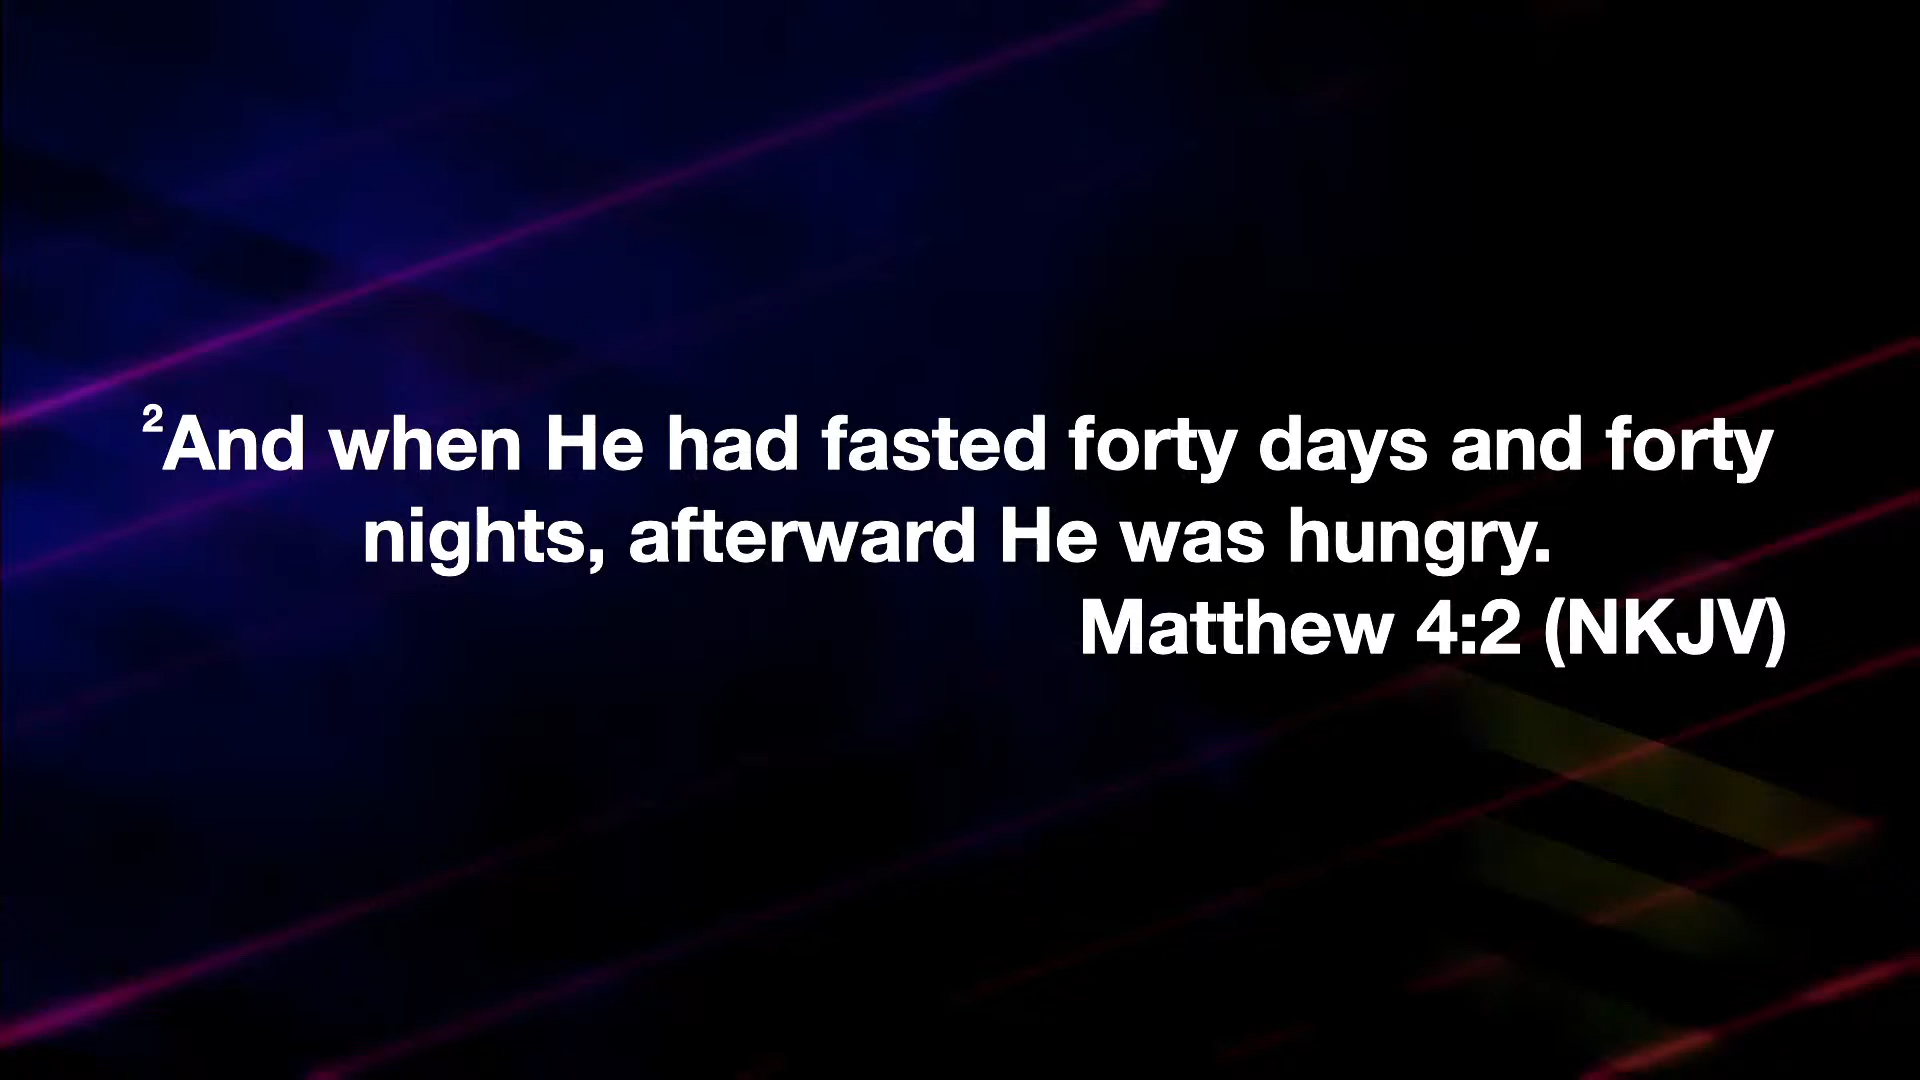 ²And when He had fasted forty days and forty
nights, afterward He was hungry.
Matthew 4:2 (NKJV)